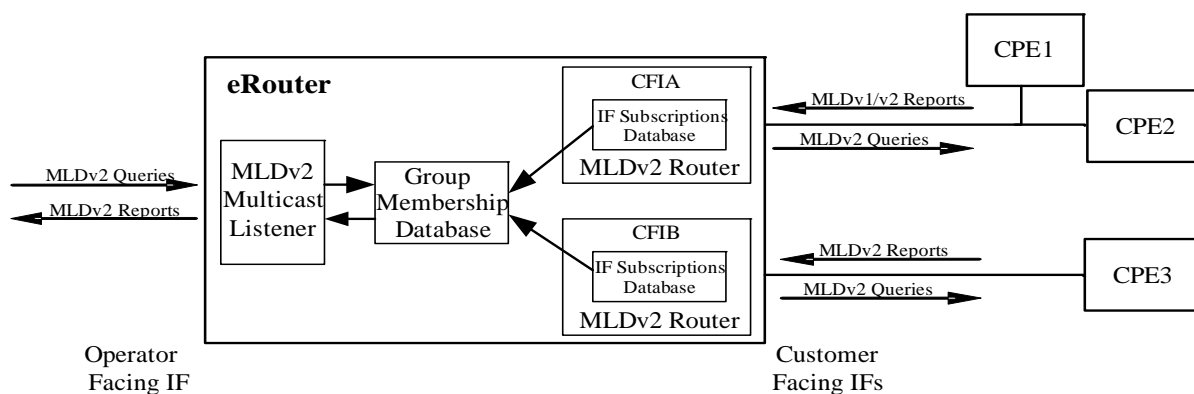 CPE1
eRouter
CFIA
MLDv1/v2 Reports
IF Subscriptions
Database
CPE2
MLDv2 Queries
MLDv2 Router
MLDv2
Multicast
Listener
Group
Membership
Database
MLDv2 Queries
MLDv2 Reports
CFIB
MLDv2 Reports
IF Subscriptions
Database
CPE3
MLDv2 Queries
MLDv2 Router
Operator
Facing IF
Customer
Facing IFs